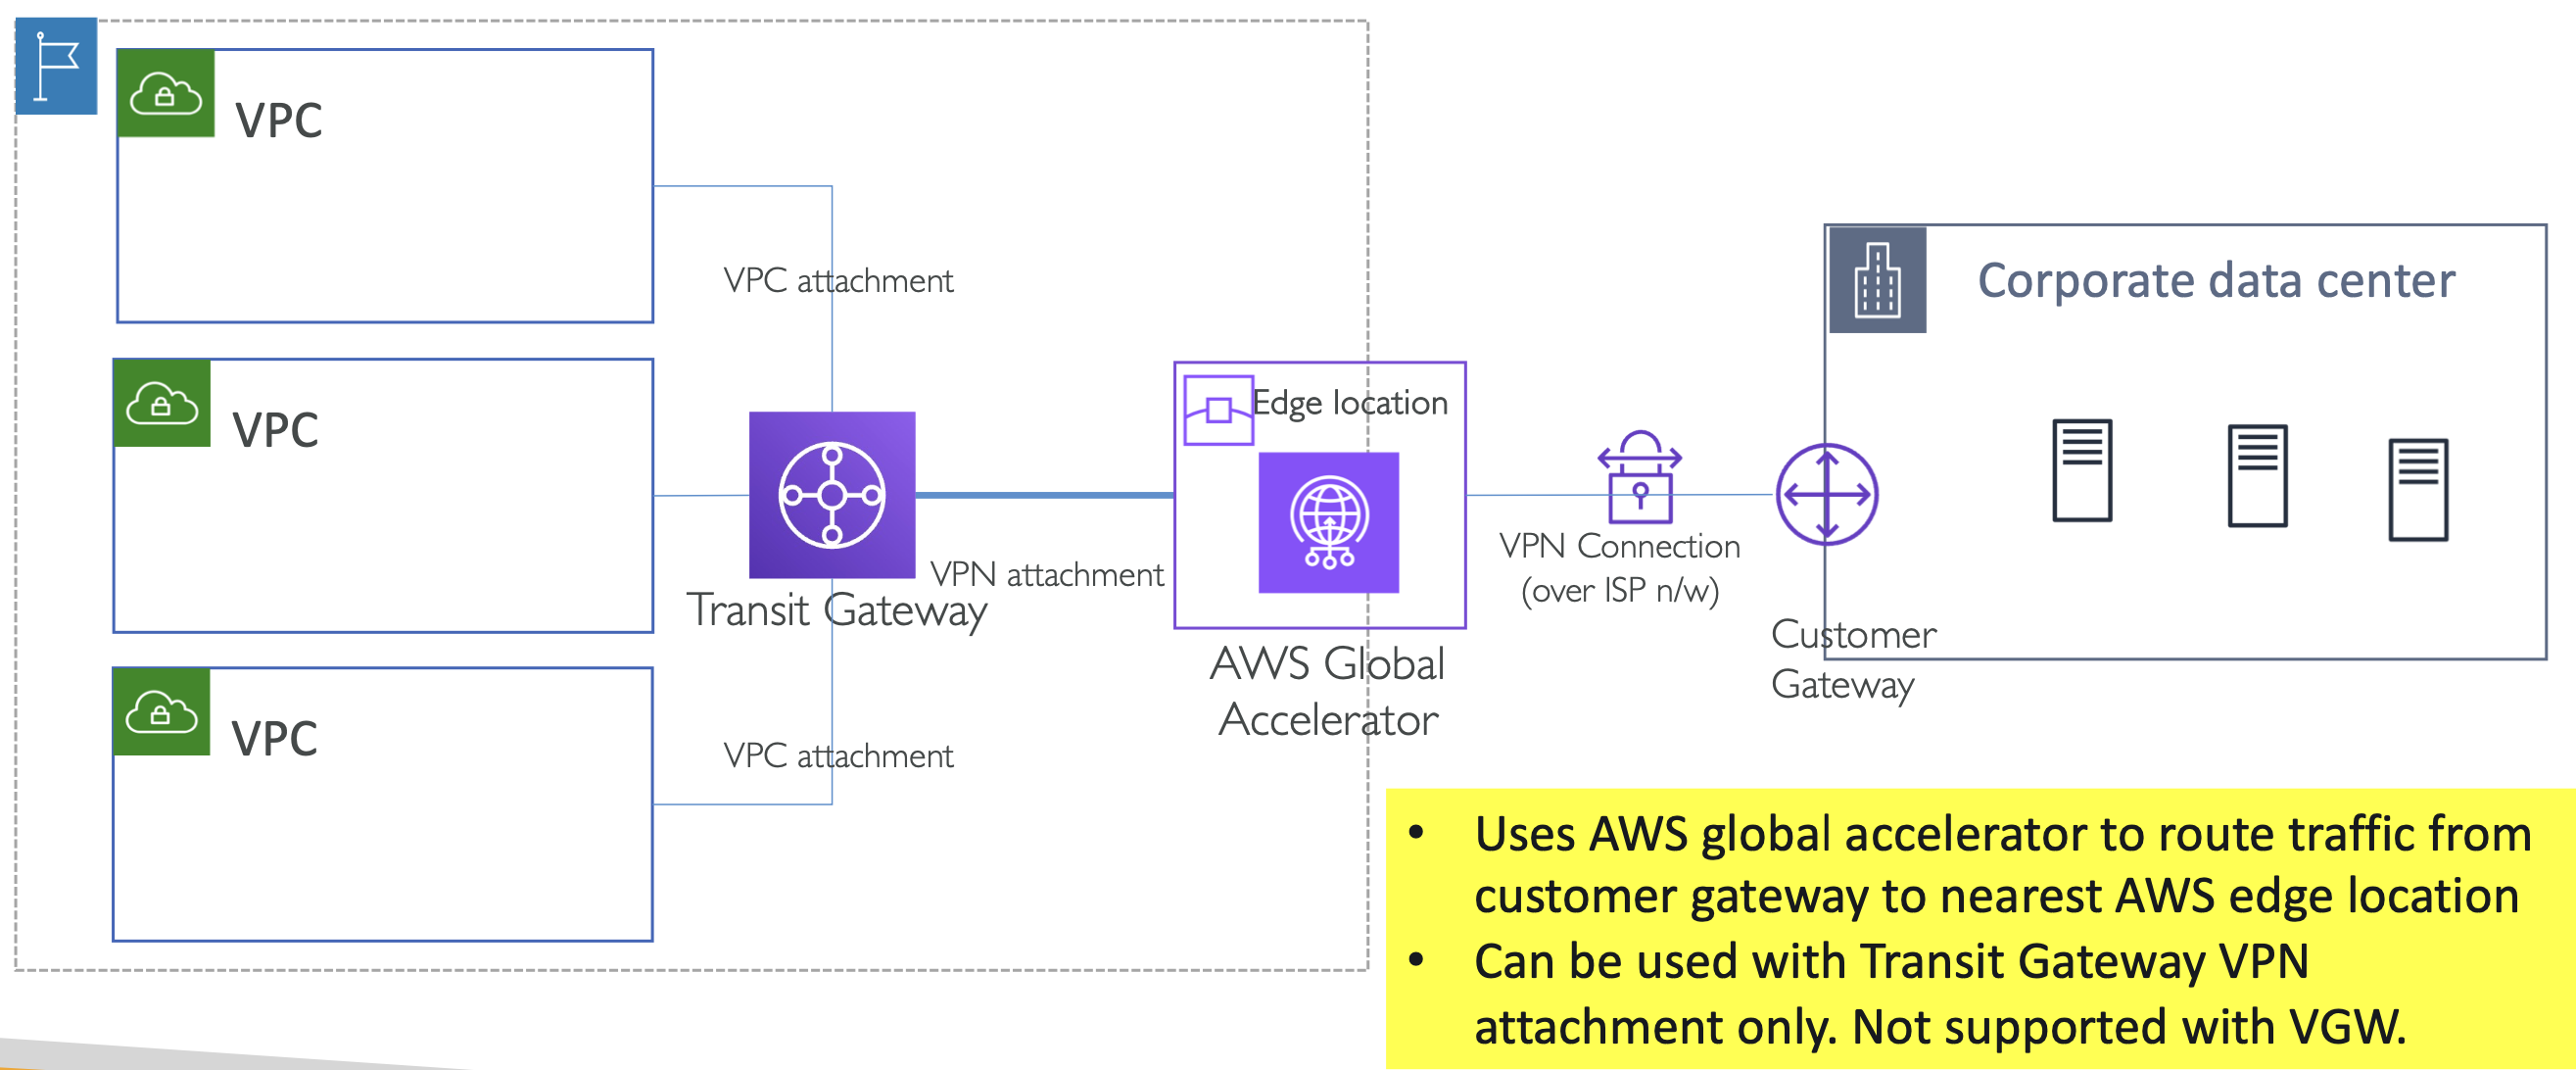 VPC
VPC attachment
VPC
Transit Gateway
VPN attachment
VPC
VPC attachment
Edge location
AWS Global
Accelerator
VPN Connection
(over ISP n/w)
Corporate data center
Customer
Gateway
• Uses AWS global accelerator to route traffic from
customer gateway to nearest AWS edge location
• Can be used with Transit Gateway VPN
attachment only. Not supported with VGW.